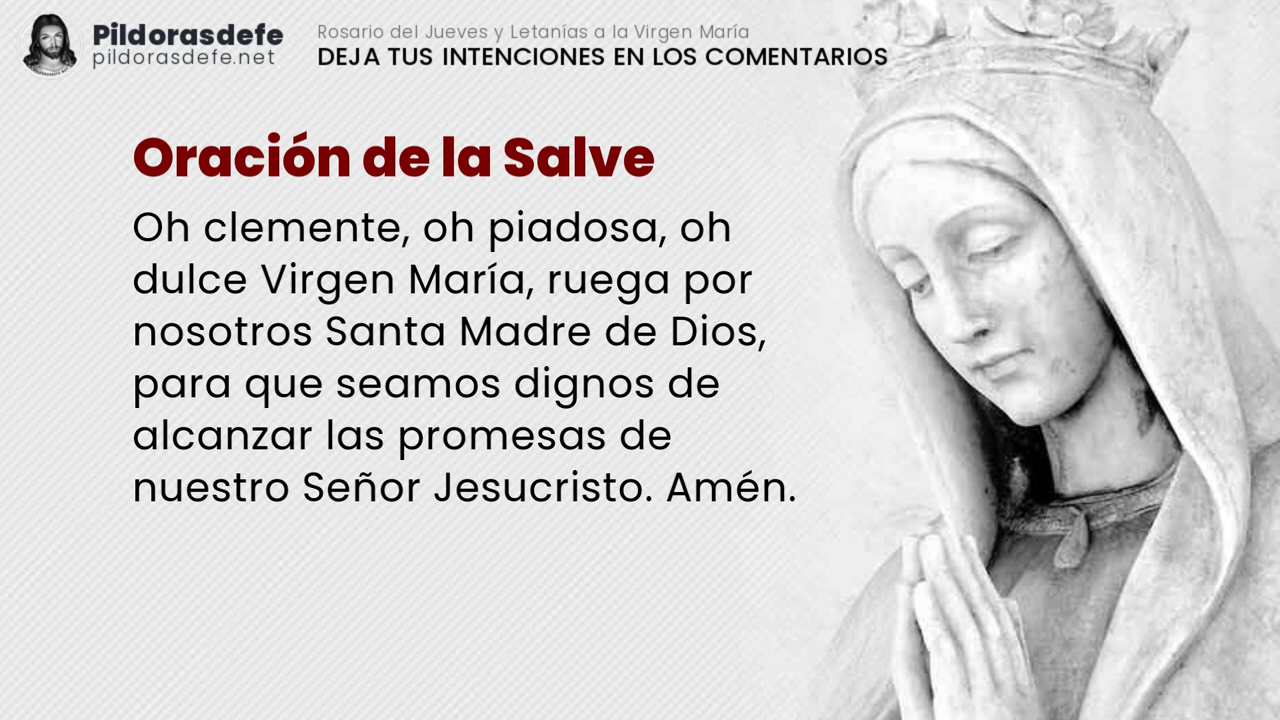 Pildorasdefe
pildorasdefe.net
Rosario del Jueves y Letanías a la Virgen María
DEJA TUS INTENCIONES EN LOS COMENTARIOS
Oración de la Salve
Oh clemente, oh piadosa, oh
dulce Virgen María, ruega por
nosotros Santa Madre de Dios,
para que seamos dignos de
alcanzar las promesas de
nuestro Señor Jesucristo. Amén.